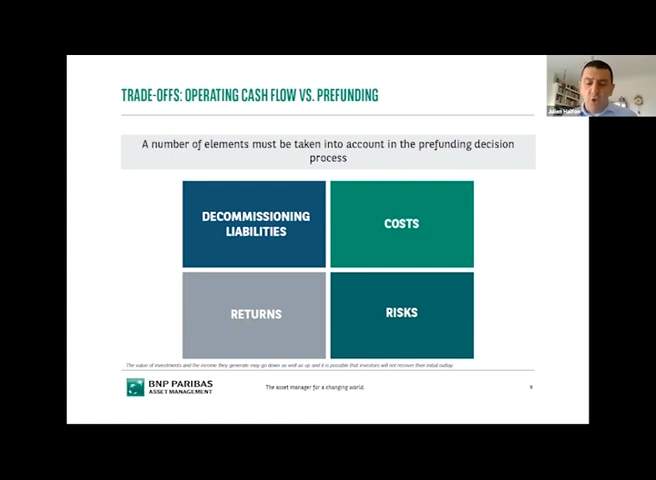 TRADE-OFFS: OPERATING CASH FLOW VS. PREFUNDING
Julien Halfon
A number of elements must be taken into account in the prefunding decision
process
DECOMMISSIONING
LIABILITIES
COSTS
RETURNS
RISKS
The value of investments and the income they generate may go down as well as up and it is possible that investors will not recover their initial outlay.
BNP PARIBAS
ASSET MANAGEMENT
The asset manager for a changing world
9